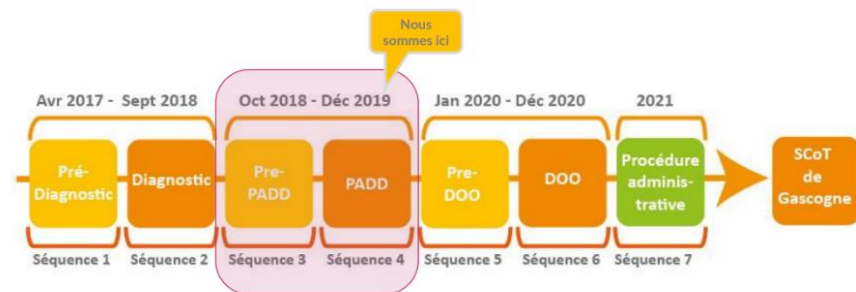 Nous
sommes ici
Avr 2017 - Sept 2018
Oct 2018 - Déc 2019
Jan 2020 - Déc 2020
2021
Pré-
Diagnostic
Diagnostic
Pre-
PADD
PADD
Pre-
DOO
DOO
Procédure
adminis-
trative
SCoT
de
Gascogne
Séquence 1
Séquence 2
Séquence 3
Séquence 4
Séquence 5
Séquence 6
Séquence 7